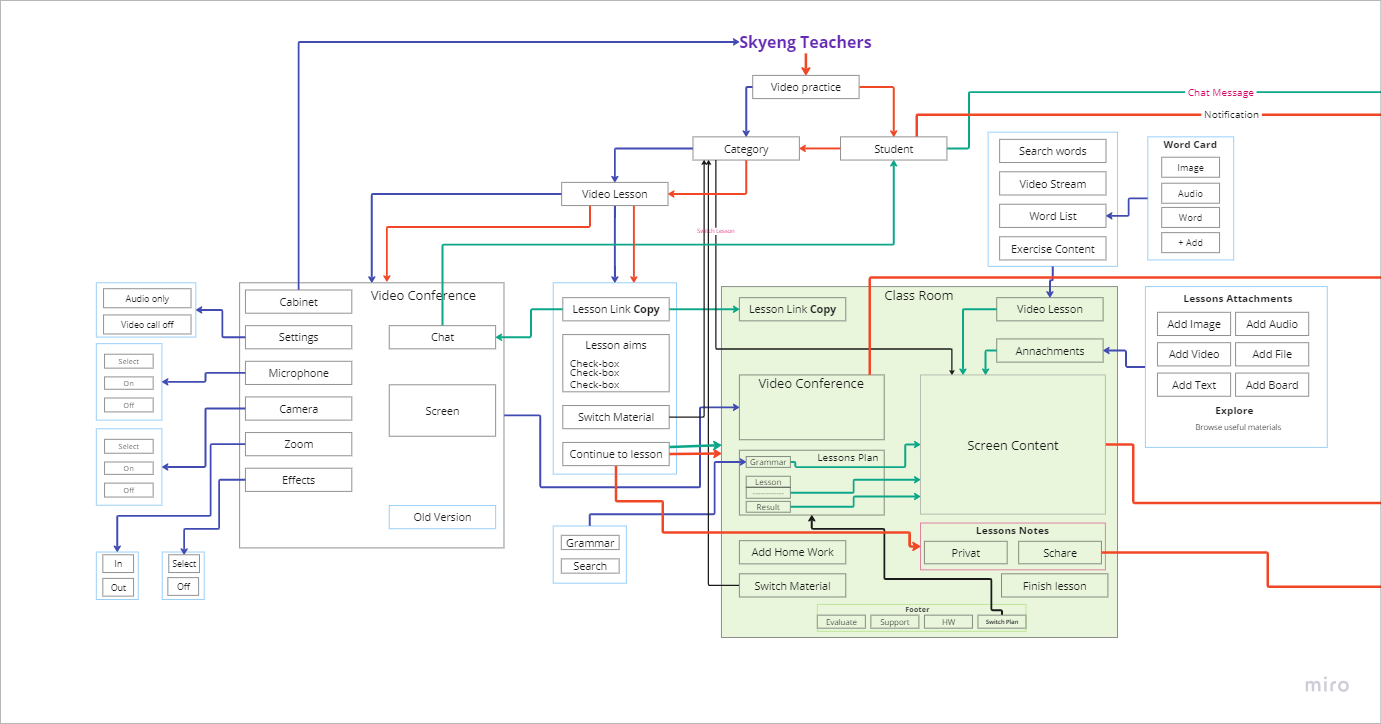 Skyeng Teachers
Video practice
Chat Message
Notification
Category
Student
Search words
Video Stream
Word List
Exercise Content
Word Card
Image
Audio
Word
+ Add
Video Lesson
Switch Lesson
Audio only
Video call off
Select
On
Off
Select
On
Off
In
Out
Select
Off
Video Conference
Cabinet
Settings
Microphone
Camera
Zoom
Effects
Chat
Screen
Old Version
Lesson Link Copy
Lesson aims
Check-box
Check-box
Check-box
Switch Material
Continue to lesson
Grammar
Search
Class Room
Lesson Link Copy
Video Lesson
Annachments
Video Conference
Screen Content
Lessons Plan
Grammar
Lesson
--------------
Result
Lessons Notes
Privat
Schare
Add Home Work
Switch Material
Finish lesson
Footer
Evaluate
Support
HW
Switch Plan
Lessons Attachments
Add Image
Add Audio
Add Video
Add File
Add Text
Add Board
Explore
Browse useful materials
miro